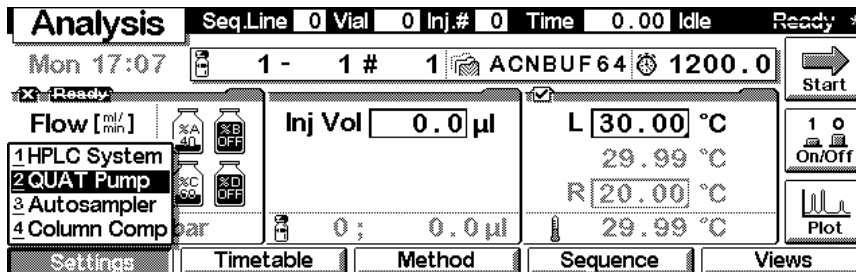 Analysis Seq.Line 0 Vial 0 Inj.# 0 Time 0.00 Idle Ready *
Mon 17:07 1 - 1 # 1 ACNBUF64 1200.0
Start
Ready
Flow [ml/min] %A 40 %B OFF Inj Vol 0.0 µl L 30.00 °C
1 0
On/Off
1 HPLC System 29.99 °C
2 QUAT Pump %C 60 %D OFF R 20.00 °C
3 Autosampler
4 Column Comp bar 0 ; 0.0 µl 29.99 °C Plot
Settings Timetable Method Sequence Views